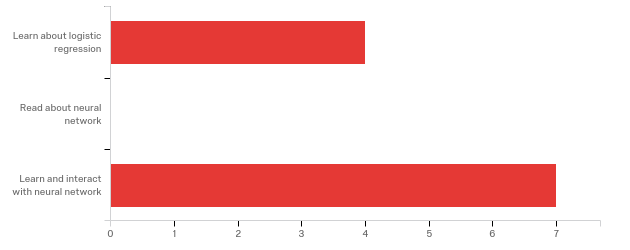 Learn about logistic
regression
Read about neural
network
Learn and interact
with neural network
0 1 2 3 4 5 6 7